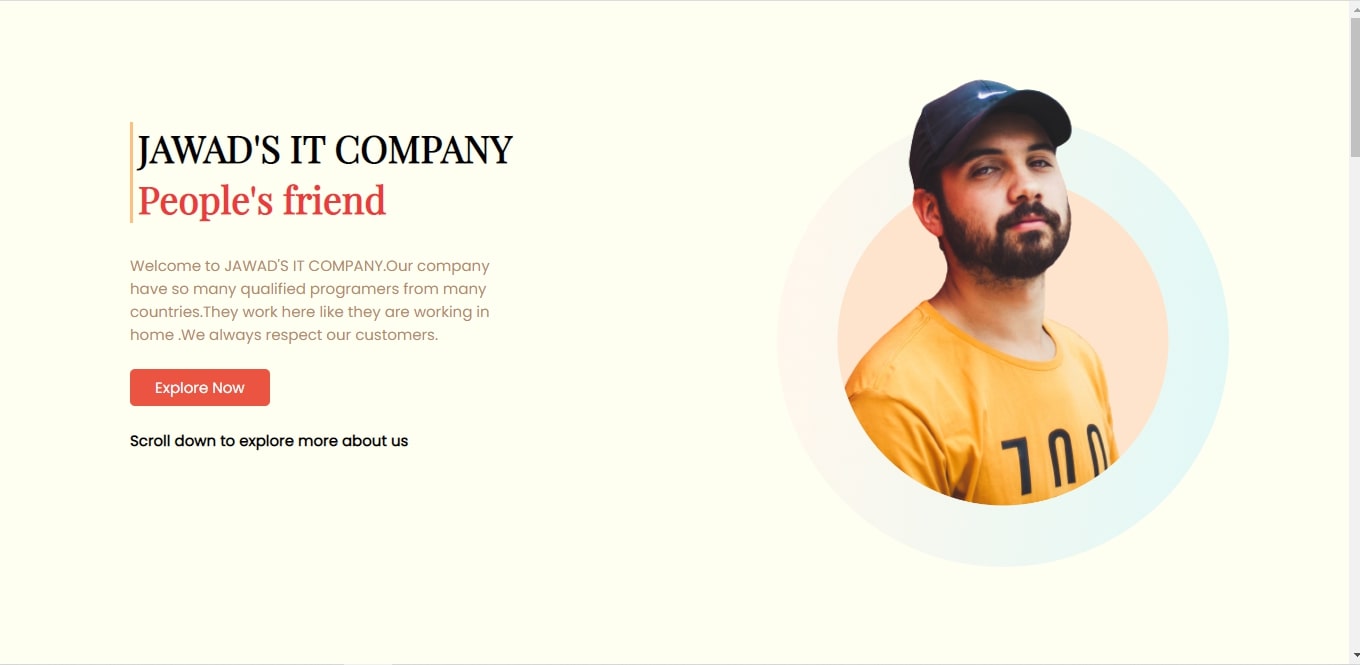 JAWAD'S IT COMPANY
People's friend
Welcome to JAWAD'S IT COMPANY.Our company
have so many qualified programers from many
countries.They work here like they are working in
home .We always respect our customers.
Explore Now
Scroll down to explore more about us